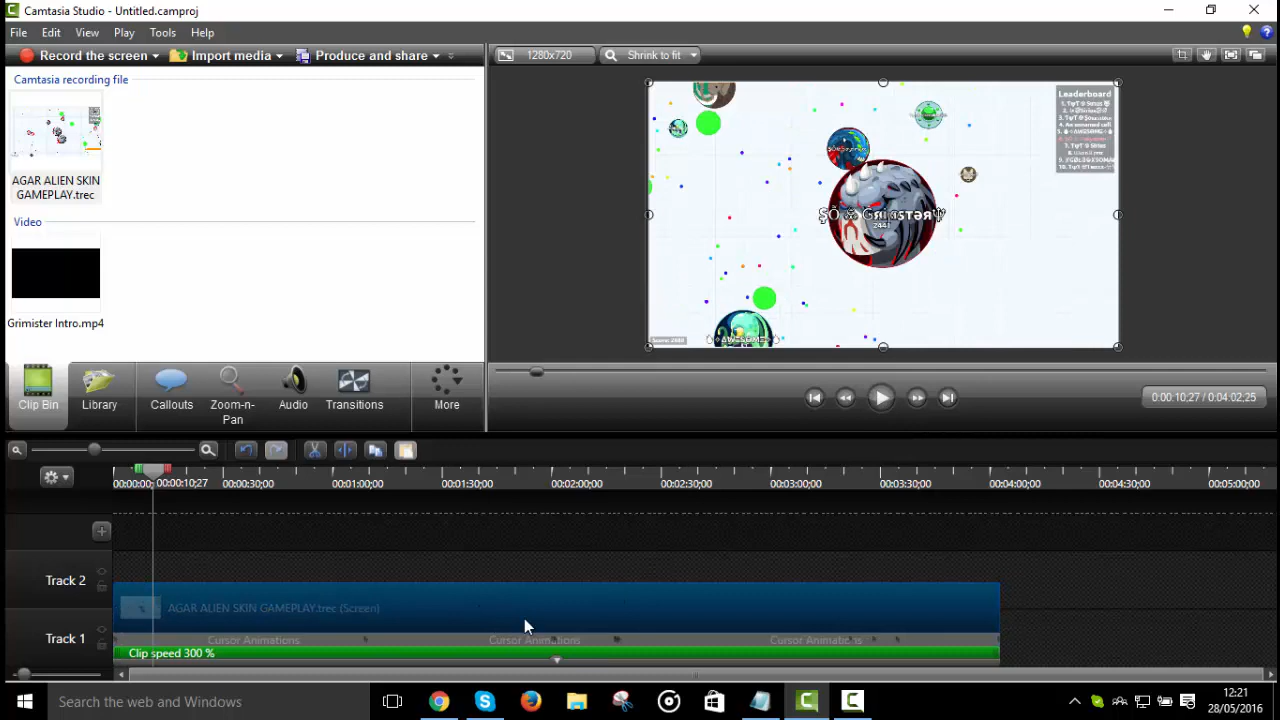 Camtasia Studio - Untitled.camproj
File Edit View Play Tools Help
Record the screen Import media Produce and share
1280x720 Shrink to fit
Camtasia recording file
AGAR ALIEN SKIN
GAMEPLAY.trec
Video
Grimister Intro.mp4
Leaderboard
2441
Clip Bin Library Callouts Zoom-n-Pan Audio Transitions More
0:00:10;27 / 0:04:02;25
00:00:00; 00:00:10;27 00:00:30;00 00:01:00;00 00:01:30;00 00:02:00;00 00:02:30;00 00:03:00;00 00:03:30;00 00:04:00;00 00:04:30;00 00:05:00;00
Track 2
AGAR ALIEN SKIN GAMEPLAY.trec (Screen)
Track 1
Cursor Animations Cursor Animations Cursor Animations
Clip speed 300 %
Search the web and Windows
12:21
28/05/2016